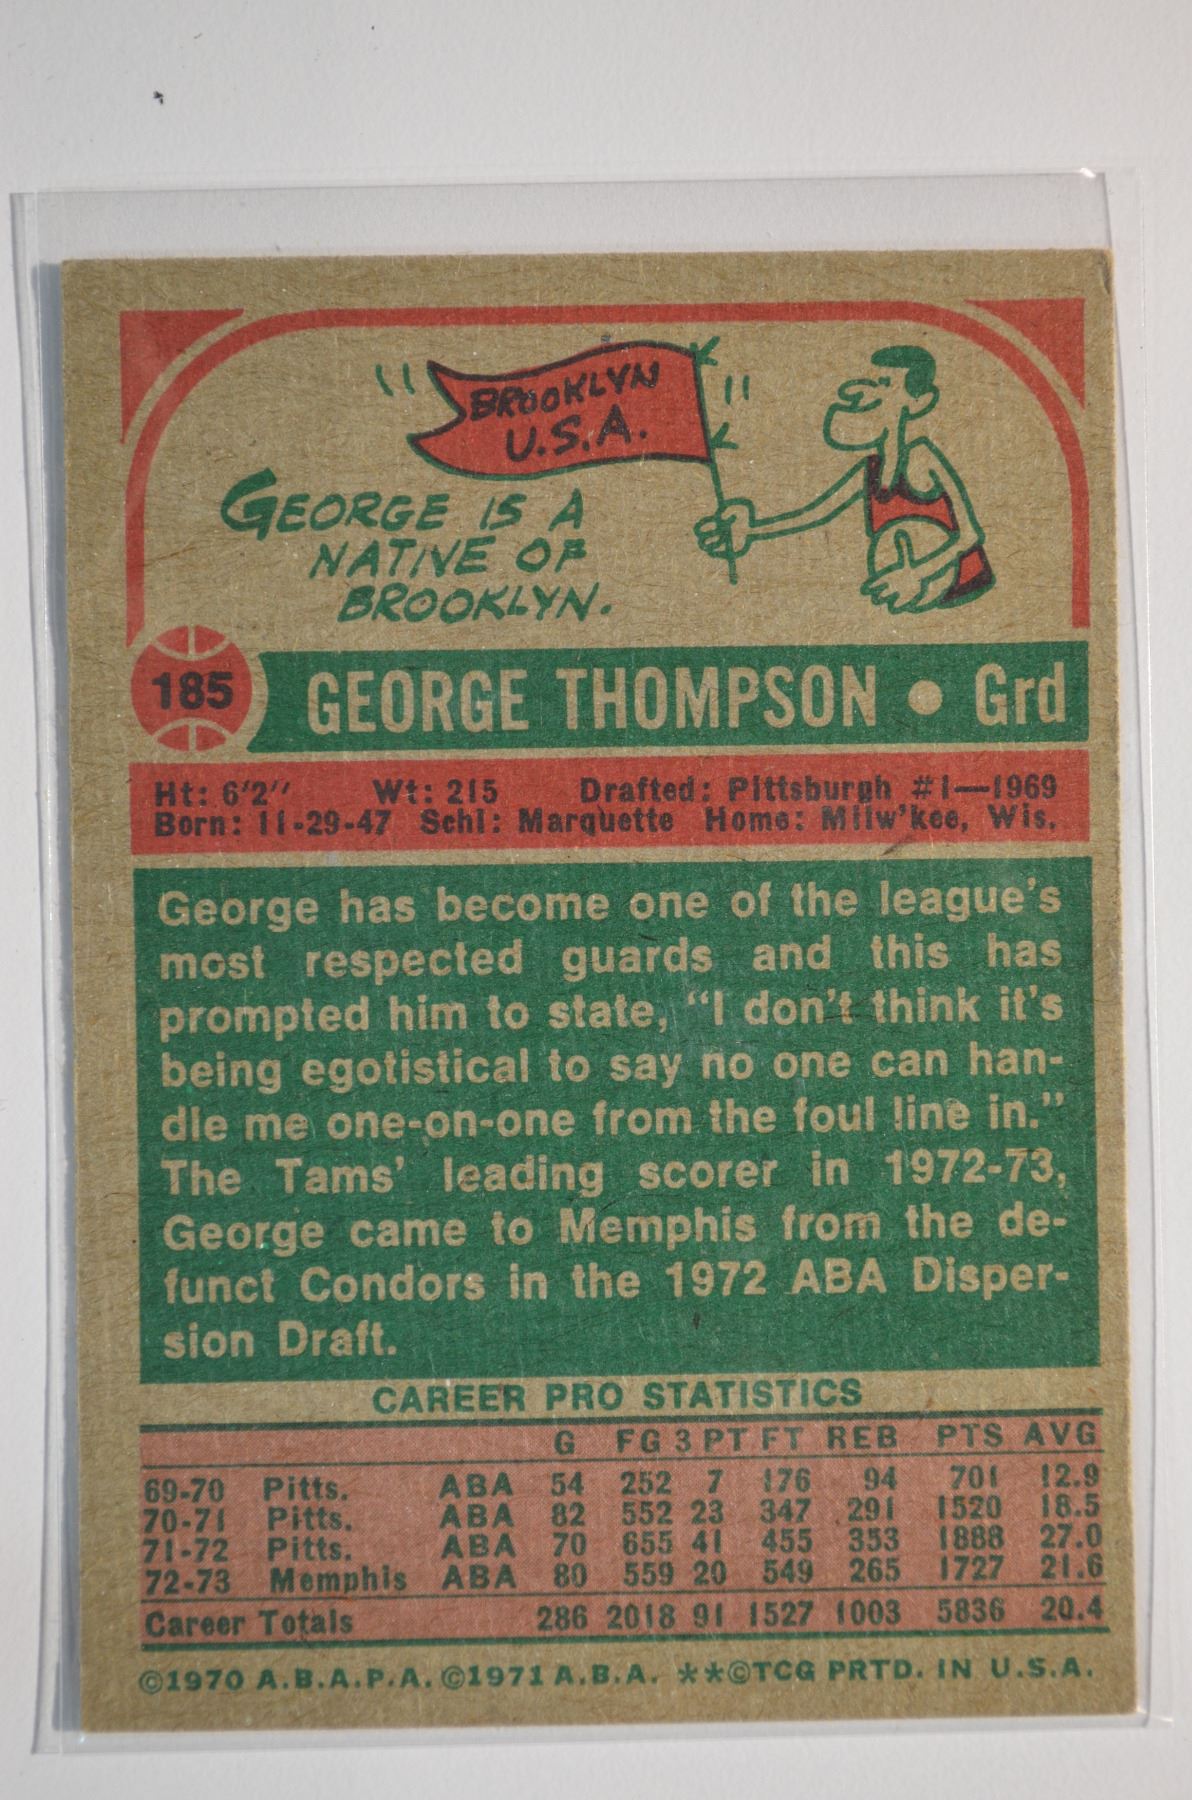 BROOKLYN
U.S.A.
GEORGE IS A
NATIVE OF
BROOKLYN.
185 GEORGE THOMPSON • Grd
Ht: 6'2" Wt: 215 Drafted: Pittsburgh #1—1969
Born: 11-29-47 Schl: Marquette Home: Milw'kee, Wis.
George has become one of the league's
most respected guards and this has
prompted him to state, "I don't think it's
being egotistical to say no one can han-
dle me one-on-one from the foul line in."
The Tams' leading scorer in 1972-73,
George came to Memphis from the de-
funct Condors in the 1972 ABA Disper-
sion Draft.
CAREER PRO STATISTICS
G FG 3 PT FT REB PTS AVG
69-70 Pitts. ABA 54 252 7 176 94 701 12.9
70-71 Pitts. ABA 82 552 23 347 291 1520 18.5
71-72 Pitts. ABA 70 655 41 455 353 1888 27.0
72-73 Memphis ABA 80 559 20 549 265 1727 21.6
Career Totals 286 2018 91 1527 1003 5836 20.4
©1970 A.B.A.P.A. ©1971 A.B.A. **©TCG PRTD. IN U.S.A.